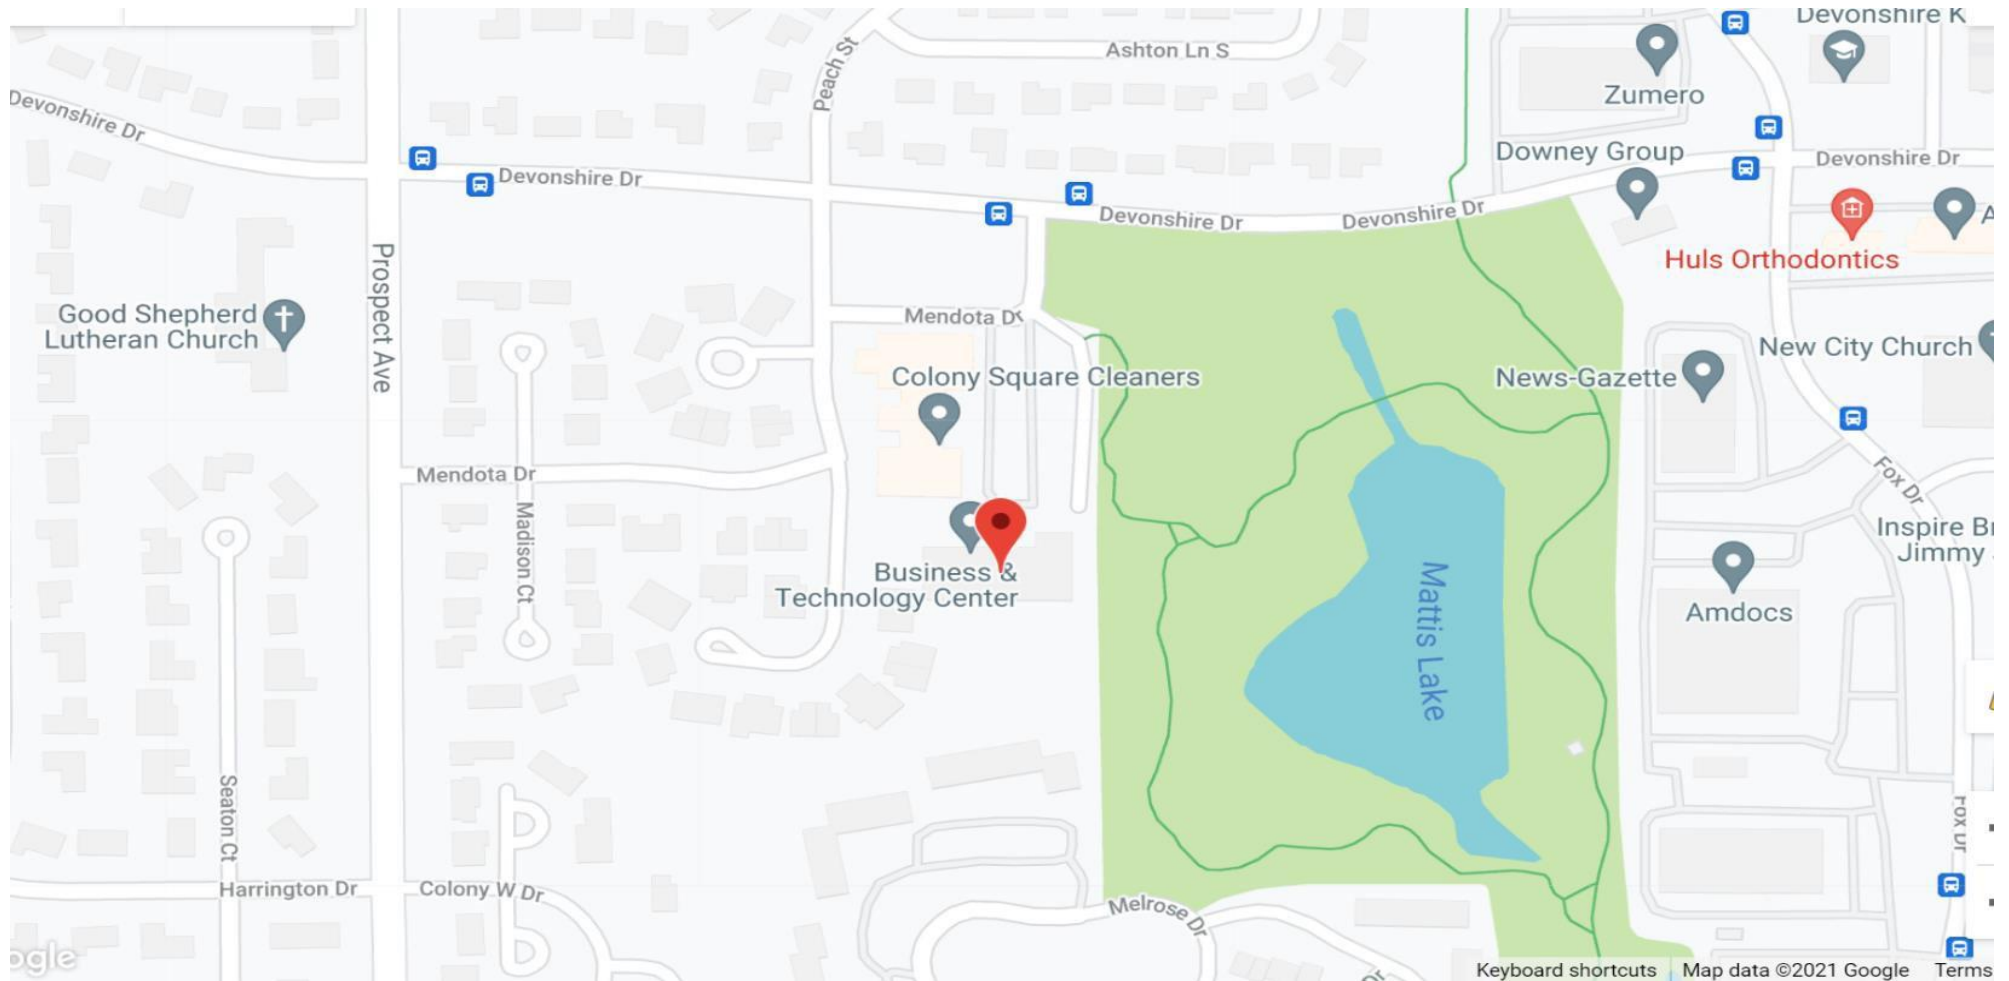 Devonshire K
Ashton Ln S
Peach St
Zumero
Devonshire Dr
Downey Group
Devonshire Dr
Devonshire Dr
Devonshire Dr
Devonshire Dr
A
Huls Orthodontics
Prospect Ave
Good Shepherd
Lutheran Church
Mendota Dr
New City Church
Colony Square Cleaners
News-Gazette
Mendota Dr
Fox Dr
Madison Ct
Inspire Br
Jimmy
Business &
Technology Center
Mattis Lake
Amdocs
Seaton Ct
Fox Dr
Harrington Dr
Colony W Dr
Melrose Dr
ogle
Dr
Keyboard shortcuts
Map data ©2021 Google
Terms